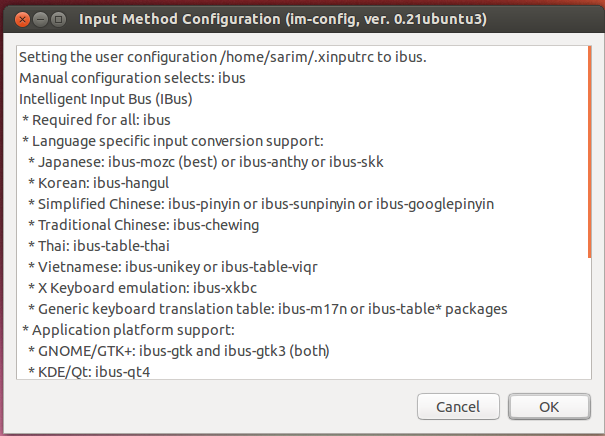 Input Method Configuration (im-config, ver. 0.21ubuntu3)
Setting the user configuration /home/sarim/.xinputrc to ibus.
Manual configuration selects: ibus
Intelligent Input Bus (IBus)
* Required for all: ibus
* Language specific input conversion support:
* Japanese: ibus-mozc (best) or ibus-anthy or ibus-skk
* Korean: ibus-hangul
* Simplified Chinese: ibus-pinyin or ibus-sunpinyin or ibus-googlepinyin
* Traditional Chinese: ibus-chewing
* Thai: ibus-table-thai
* Vietnamese: ibus-unikey or ibus-table-viqr
* X Keyboard emulation: ibus-xkbc
* Generic keyboard translation table: ibus-m17n or ibus-table* packages
* Application platform support:
* GNOME/GTK+: ibus-gtk and ibus-gtk3 (both)
* KDE/Qt: ibus-qt4
Cancel
OK